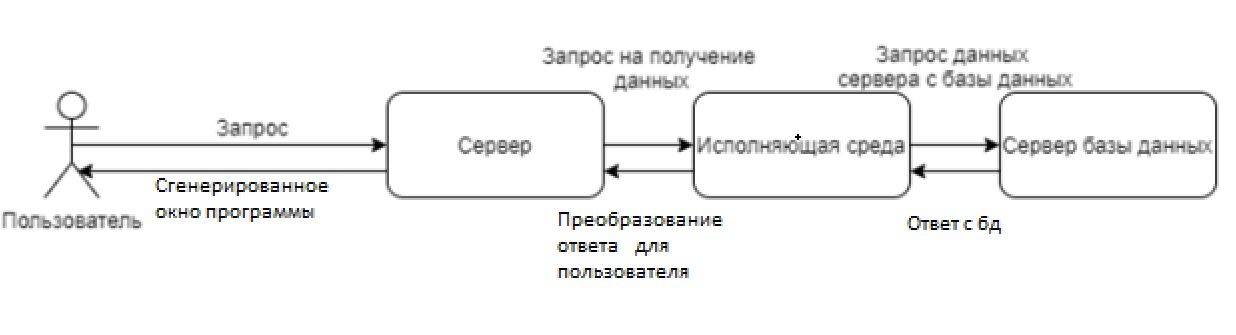 Запрос на получение
данных
Запрос данных
сервера с базы данных
Запрос
Сервер
Исполняющая среда
Сервер базы данных
Сгенерированное
окно программы
Пользователь
Преобразование
ответа для
пользователя
Ответ с бд